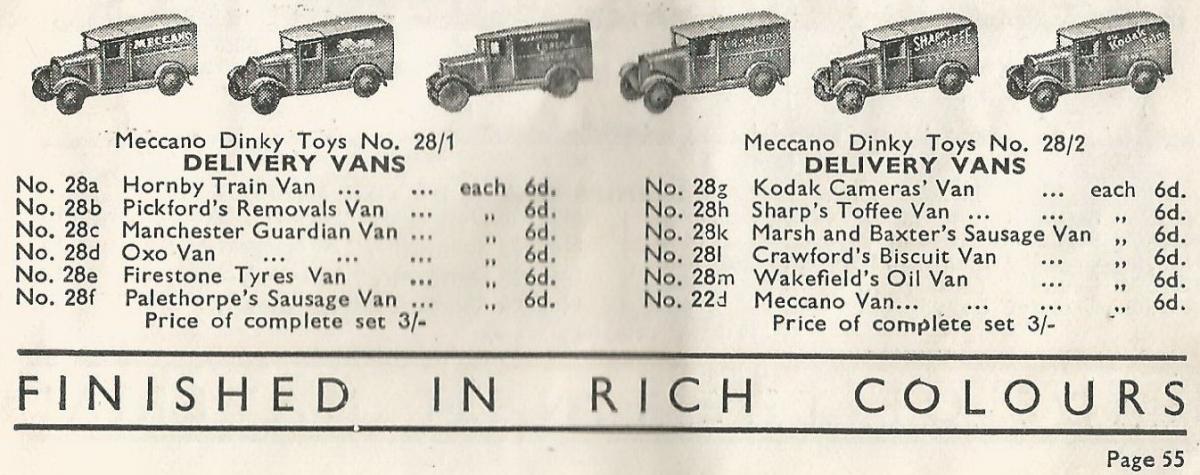 MECCANO
SHARP'S TOFFEE
Kodak Film
Meccano Dinky Toys No. 28/1
DELIVERY VANS
No. 28a Hornby Train Van ... ... each 6d.
No. 28b Pickford's Removals Van ... „ 6d.
No. 28c Manchester Guardian Van ... „ 6d.
No. 28d Oxo Van ... ... ... „ 6d.
No. 28e Firestone Tyres Van ... „ 6d.
No. 28f Palethorpe's Sausage Van ... „ 6d.
Price of complete set 3/-
Meccano Dinky Toys No. 28/2
DELIVERY VANS
No. 28g Kodak Cameras' Van ... each 6d.
No. 28h Sharp's Toffee Van ... ... „ 6d.
No. 28k Marsh and Baxter's Sausage Van „ 6d.
No. 28l Crawford's Biscuit Van ... „ 6d.
No. 28m Wakefield's Oil Van ... „ 6d.
No. 22d Meccano Van... ... ... „ 6d.
Price of complete set 3/-
FINISHED IN RICH COLOURS
Page 55